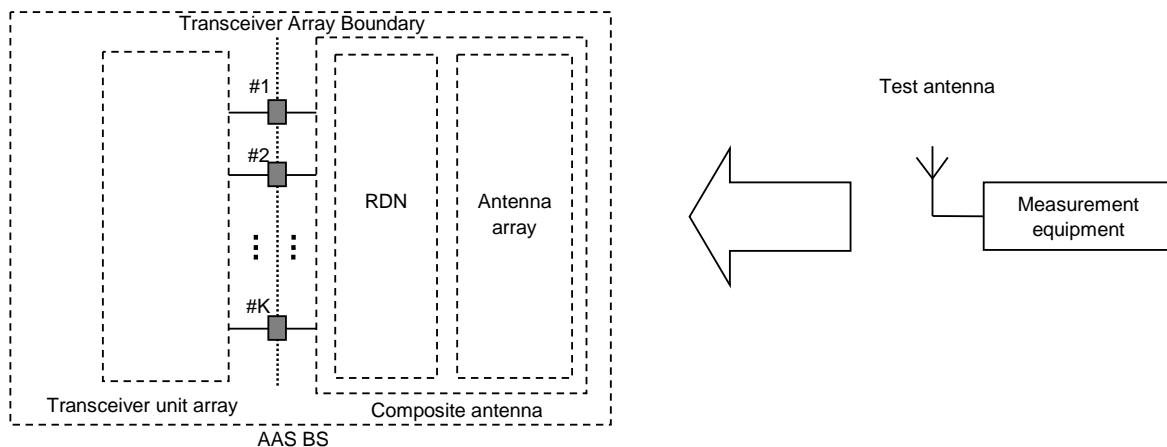 Transceiver Array Boundary
#1
#2
#K
RDN
Antenna
array
Transceiver unit array
Composite antenna
AAS BS
Test antenna
Measurement
equipment